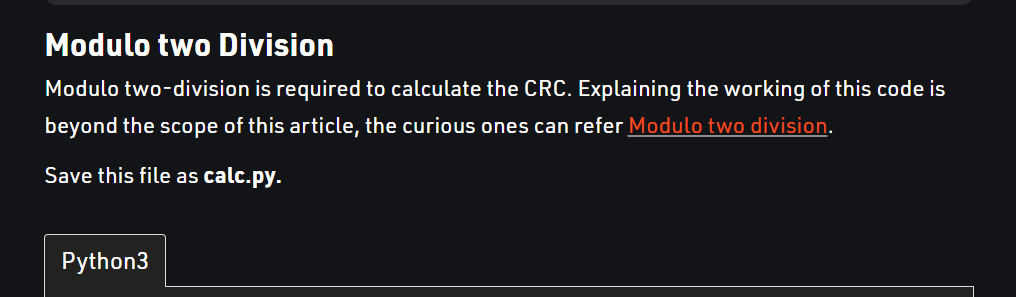 Modulo two Division
Modulo two-division is required to calculate the CRC. Explaining the working of this code is
beyond the scope of this article, the curious ones can refer Modulo two division.
Save this file as calc.py.
Python3